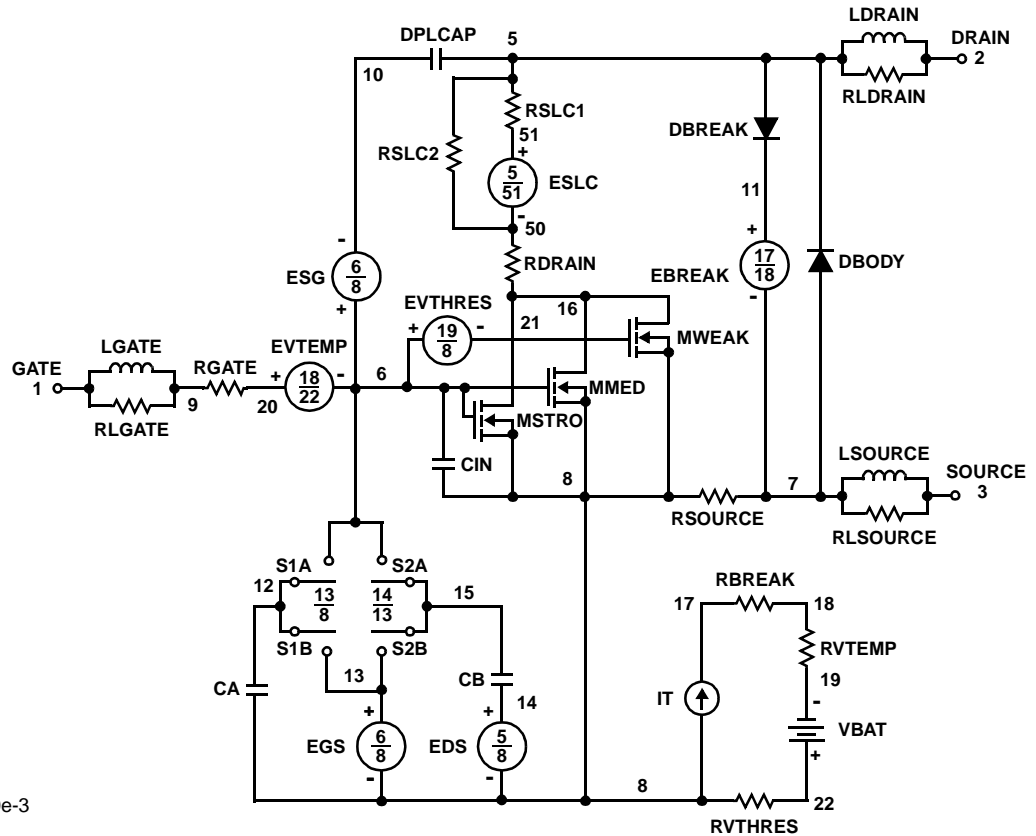 LDRAIN
DPLCAP
5
DRAIN
2
10
RSLC1
RLDRAIN
DBREAK
51
+
RSLC2
5
51
ESLC
11
-
50
-
+
ESG
6
8
+
RDRAIN
EBREAK
17
18
-
DBODY
EVTHRES
16
+
19
8
-
21
MWEAK
LGATE
EVTEMP
GATE
1
RGATE
+
18
22
-
6
MMED
9
20
RLGATE
MSTRO
CIN
8
LSOURCE
7
SOURCE
3
RSOURCE
RLSOURCE
S1A
S2A
12
13
8
14
13
15
RBREAK
17
18
S1B
S2B
RVTEMP
13
CB
CA
14
19
IT
-
+
+
VBAT
EGS
6
8
EDS
5
8
+
-
-
8
22
e-3
RVTHRES